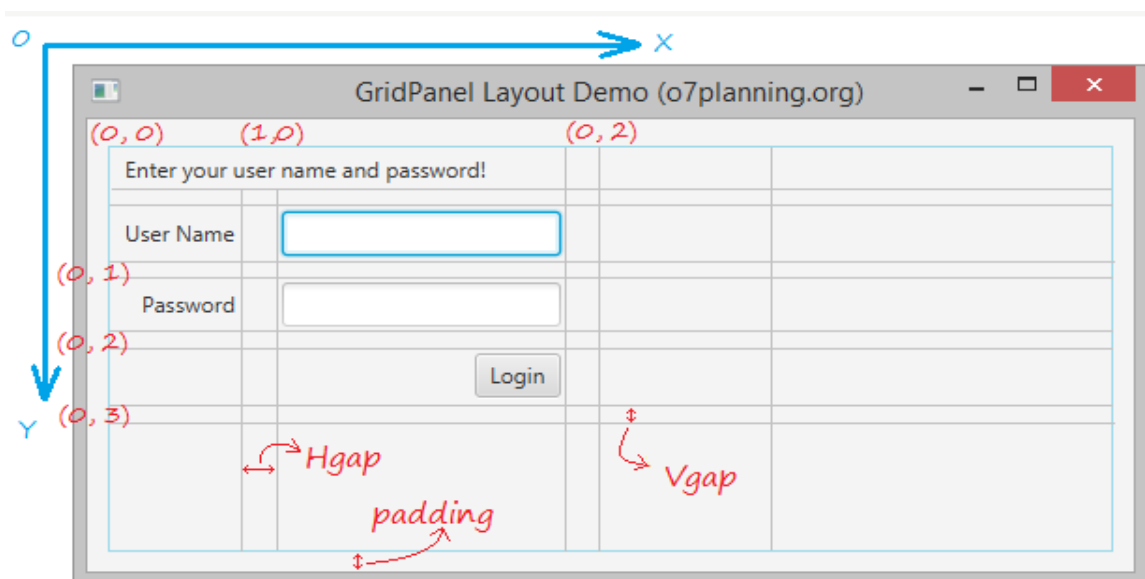 O
X
GridPanel Layout Demo (o7planning.org)
(0, 0) (1,0) (0, 2)
Enter your user name and password!
User Name
(0, 1)
Password
(0, 2)
Login
(0, 3)
Y
Hgap
Vgap
padding